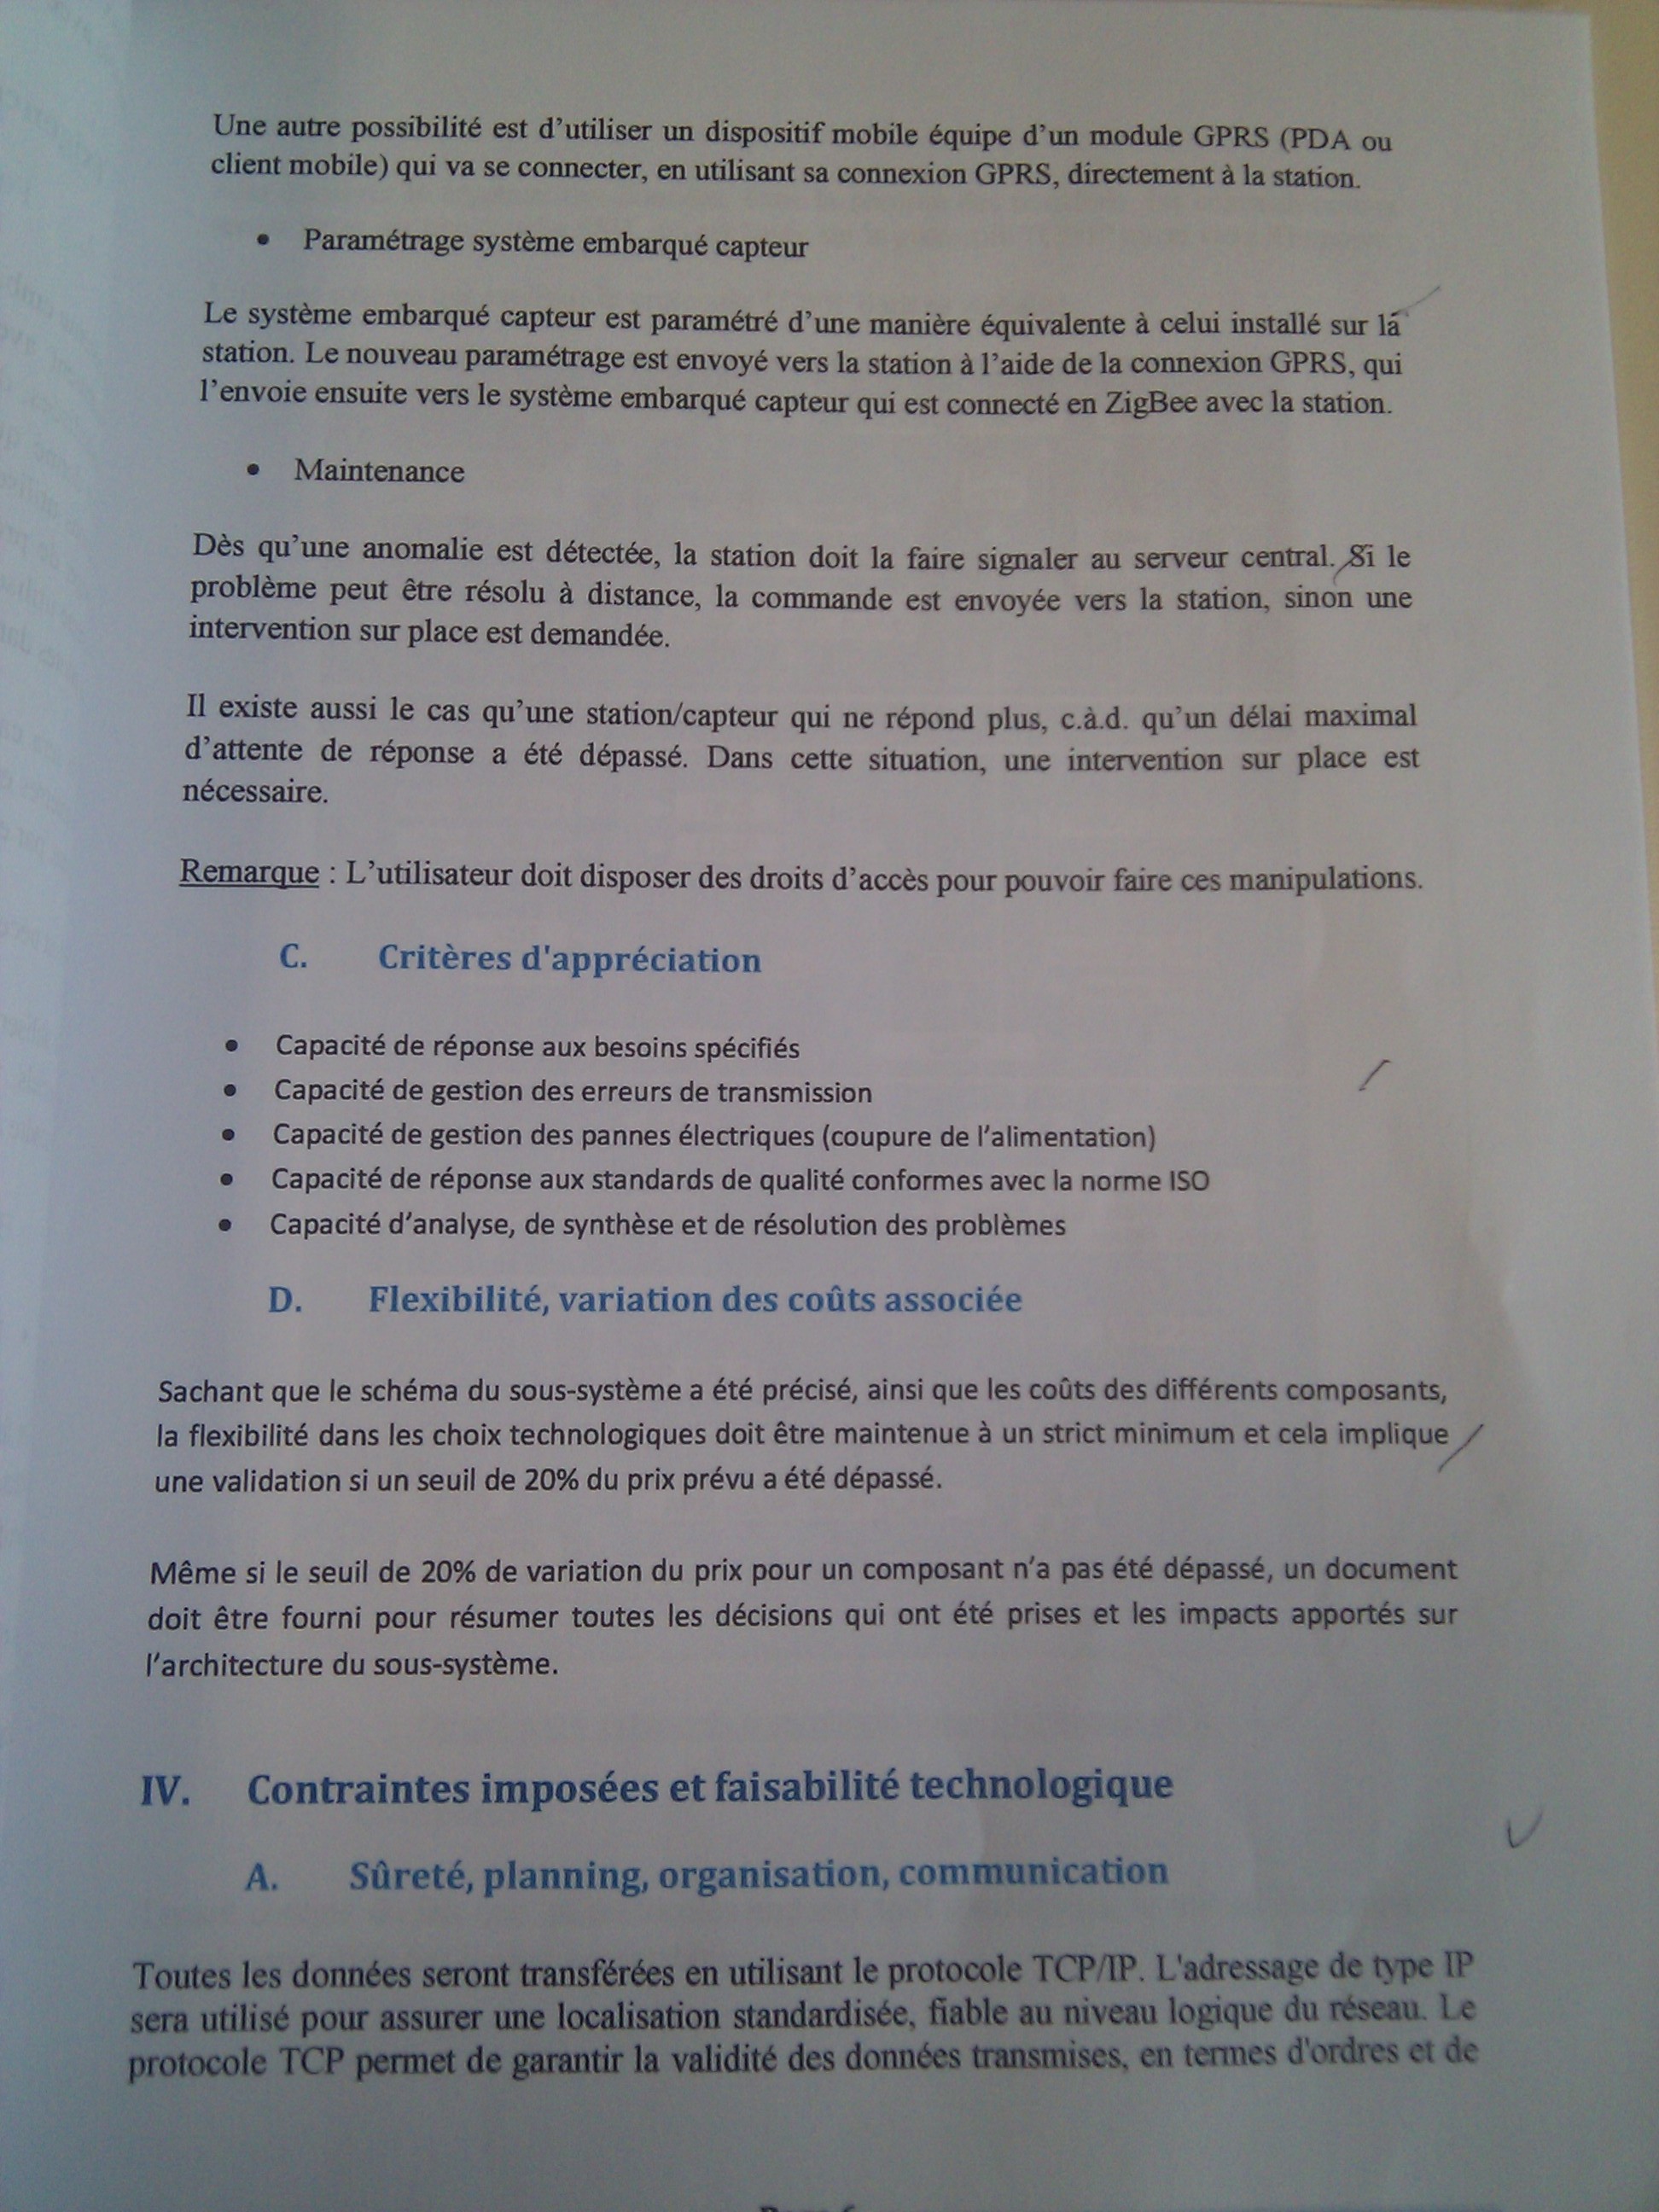 Une autre possibilité est d'utiliser un dispositif mobile équipe d'un module GPRS (PDA ou
client mobile) qui va se connecter, en utilisant sa connexion GPRS, directement à la station.
• Paramétrage système embarqué capteur
Le système embarqué capteur est paramétré d'une manière équivalente à celui installé sur la
station. Le nouveau paramétrage est envoyé vers la station à l'aide de la connexion GPRS, qui
l'envoie ensuite vers le système embarqué capteur qui est connecté en ZigBee avec la station.
• Maintenance
Dès qu'une anomalie est détectée, la station doit la faire signaler au serveur central. Si le
problème peut être résolu à distance, la commande est envoyée vers la station, sinon une
intervention sur place est demandée.
Il existe aussi le cas qu'une station/capteur qui ne répond plus, c.à.d. qu'un délai maximal
d'attente de réponse a été dépassé. Dans cette situation, une intervention sur place est
nécessaire.
Remarque : L'utilisateur doit disposer des droits d'accès pour pouvoir faire ces manipulations.
C. Critères d'appréciation
• Capacité de réponse aux besoins spécifiés
• Capacité de gestion des erreurs de transmission
• Capacité de gestion des pannes électriques (coupure de l'alimentation)
• Capacité de réponse aux standards de qualité conformes avec la norme ISO
• Capacité d'analyse, de synthèse et de résolution des problèmes
D. Flexibilité, variation des coûts associée
Sachant que le schéma du sous-système a été précisé, ainsi que les coûts des différents composants,
la flexibilité dans les choix technologiques doit être maintenue à un strict minimum et cela implique
une validation si un seuil de 20% du prix prévu a été dépassé.
Même si le seuil de 20% de variation du prix pour un composant n'a pas été dépassé, un document
doit être fourni pour résumer toutes les décisions qui ont été prises et les impacts apportés sur
l'architecture du sous-système.
IV. Contraintes imposées et faisabilité technologique
A. Sûreté, planning, organisation, communication
Toutes les données seront transférées en utilisant le protocole TCP/IP. L'adressage de type IP
sera utilisé pour assurer une localisation standardisée, fiable au niveau logique du réseau. Le
protocole TCP permet de garantir la validité des données transmises, en termes d'ordres et de